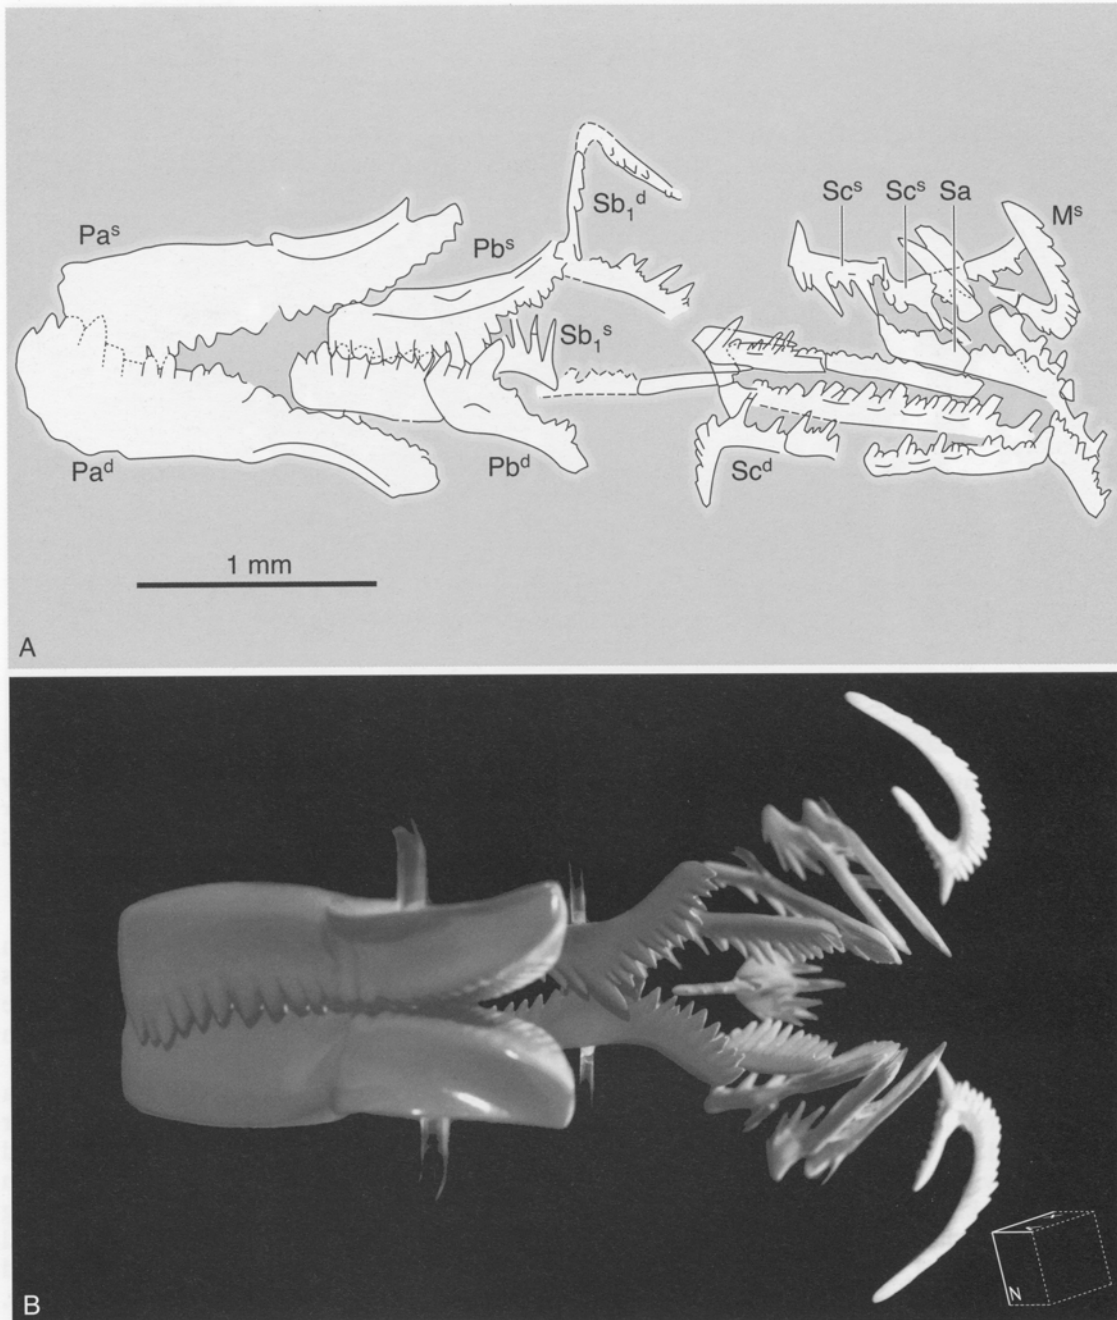 Scˢ Scˢ Sa
Sb₁ᵈ Mˢ
Paˢ Pbˢ
Sb₁ˢ
Paᵈ Pbᵈ Scᵈ
1 mm
A
N
B